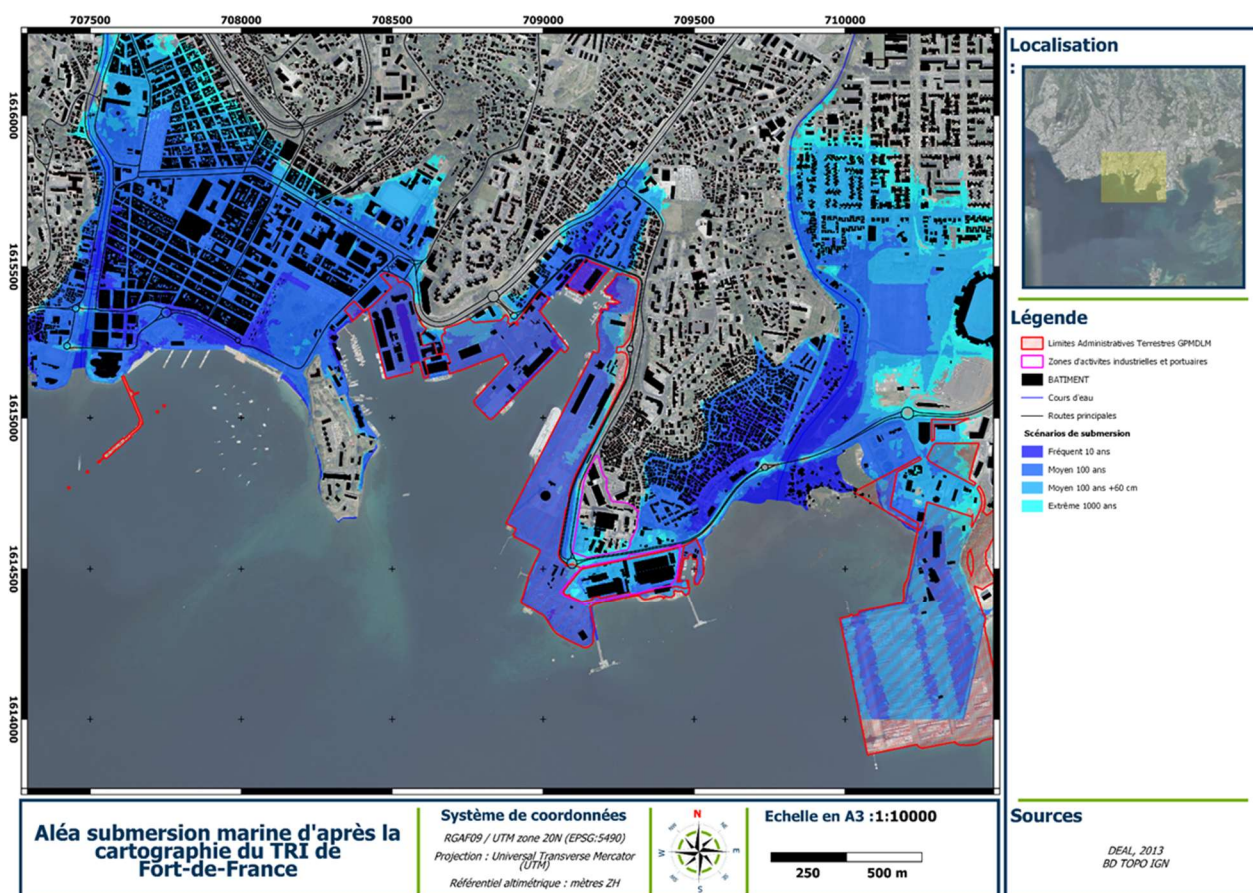 707500
708000
708500
709000
709500
710000
1616000
1615500
1615000
1614500
1614000
Localisation
:
Légende
Limites Administratives Terrestres GPMDLM
Zones d'activites industrielles et portuaires
BATIMENT
Cours d'eau
Routes principales
Scénarios de submersion
Fréquent 10 ans
Moyen 100 ans
Moyen 100 ans +60 cm
Extrême 1000 ans
Aléa submersion marine d'après la
cartographie du TRI de
Fort-de-France
Système de coordonnées
RGAF09 / UTM zone 20N (EPSG:5490)
Projection : Universal Transverse Mercator
(UTM)
Référentiel altimétrique : mètres ZH
N
E
S
W
Echelle en A3 :1:10000
250
500 m
Sources
DEAL, 2013
BD TOPO IGN